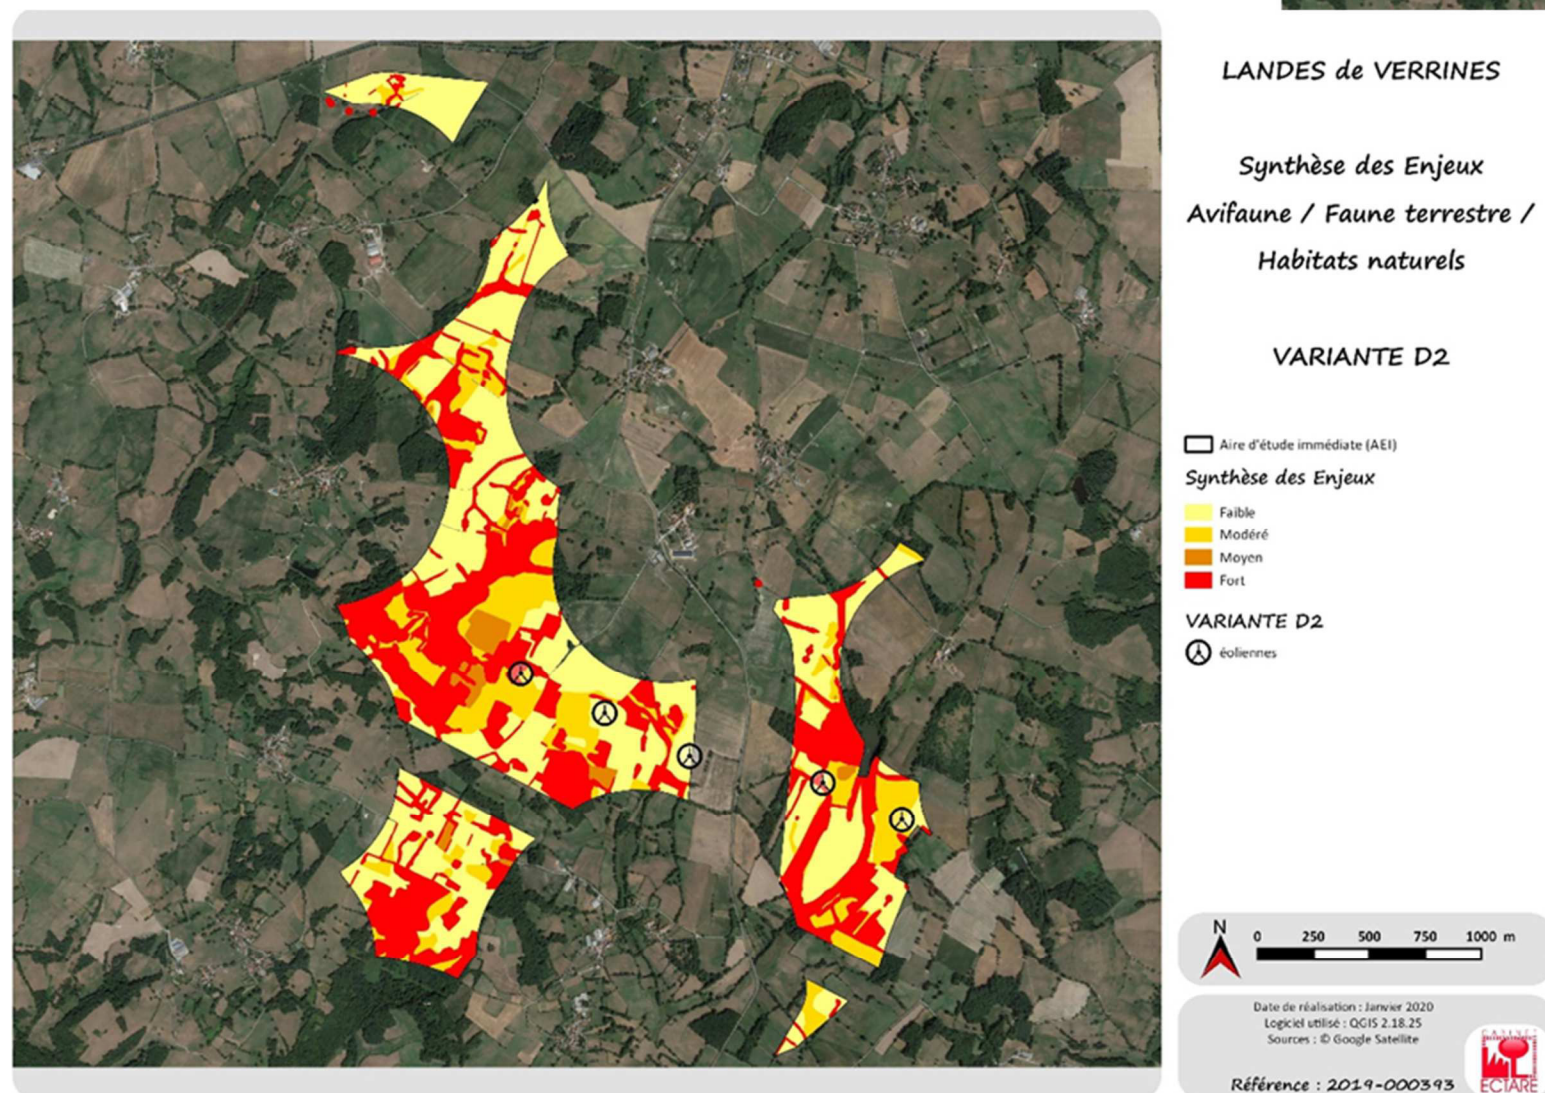 LANDES de VERRINES
Synthèse des Enjeux
Avifaune / Faune terrestre /
Habitats naturels
VARIANTE D2
Aire d'étude immédiate (AEI)
Synthèse des Enjeux
Faible
Modéré
Moyen
Fort
VARIANTE D2
éoliennes
N
0 250 500 750 1000 m
Date de réalisation : Janvier 2020
Logiciel utilisé : QGIS 2.18.25
Sources : © Google Satellite
Référence : 2019-000393
CABINET
ECTARE